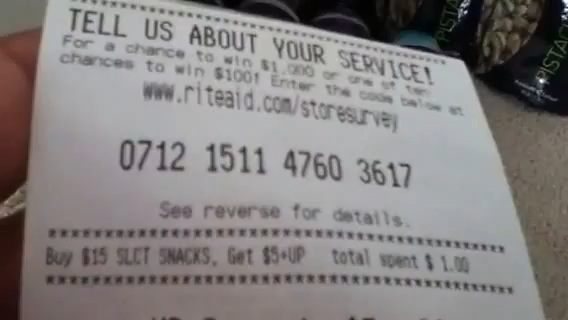 TELL US ABOUT YOUR SERVICE!
For a chance to win $1,000 or one of ten
chances to win $100! Enter the code below at
www.riteaid.com/storesurvey
0712 1511 4760 3617
See reverse for details.
Buy $15 SLCT SNACKS, Get $5+UP total spent $ 1.00
PISTAC
PISTA